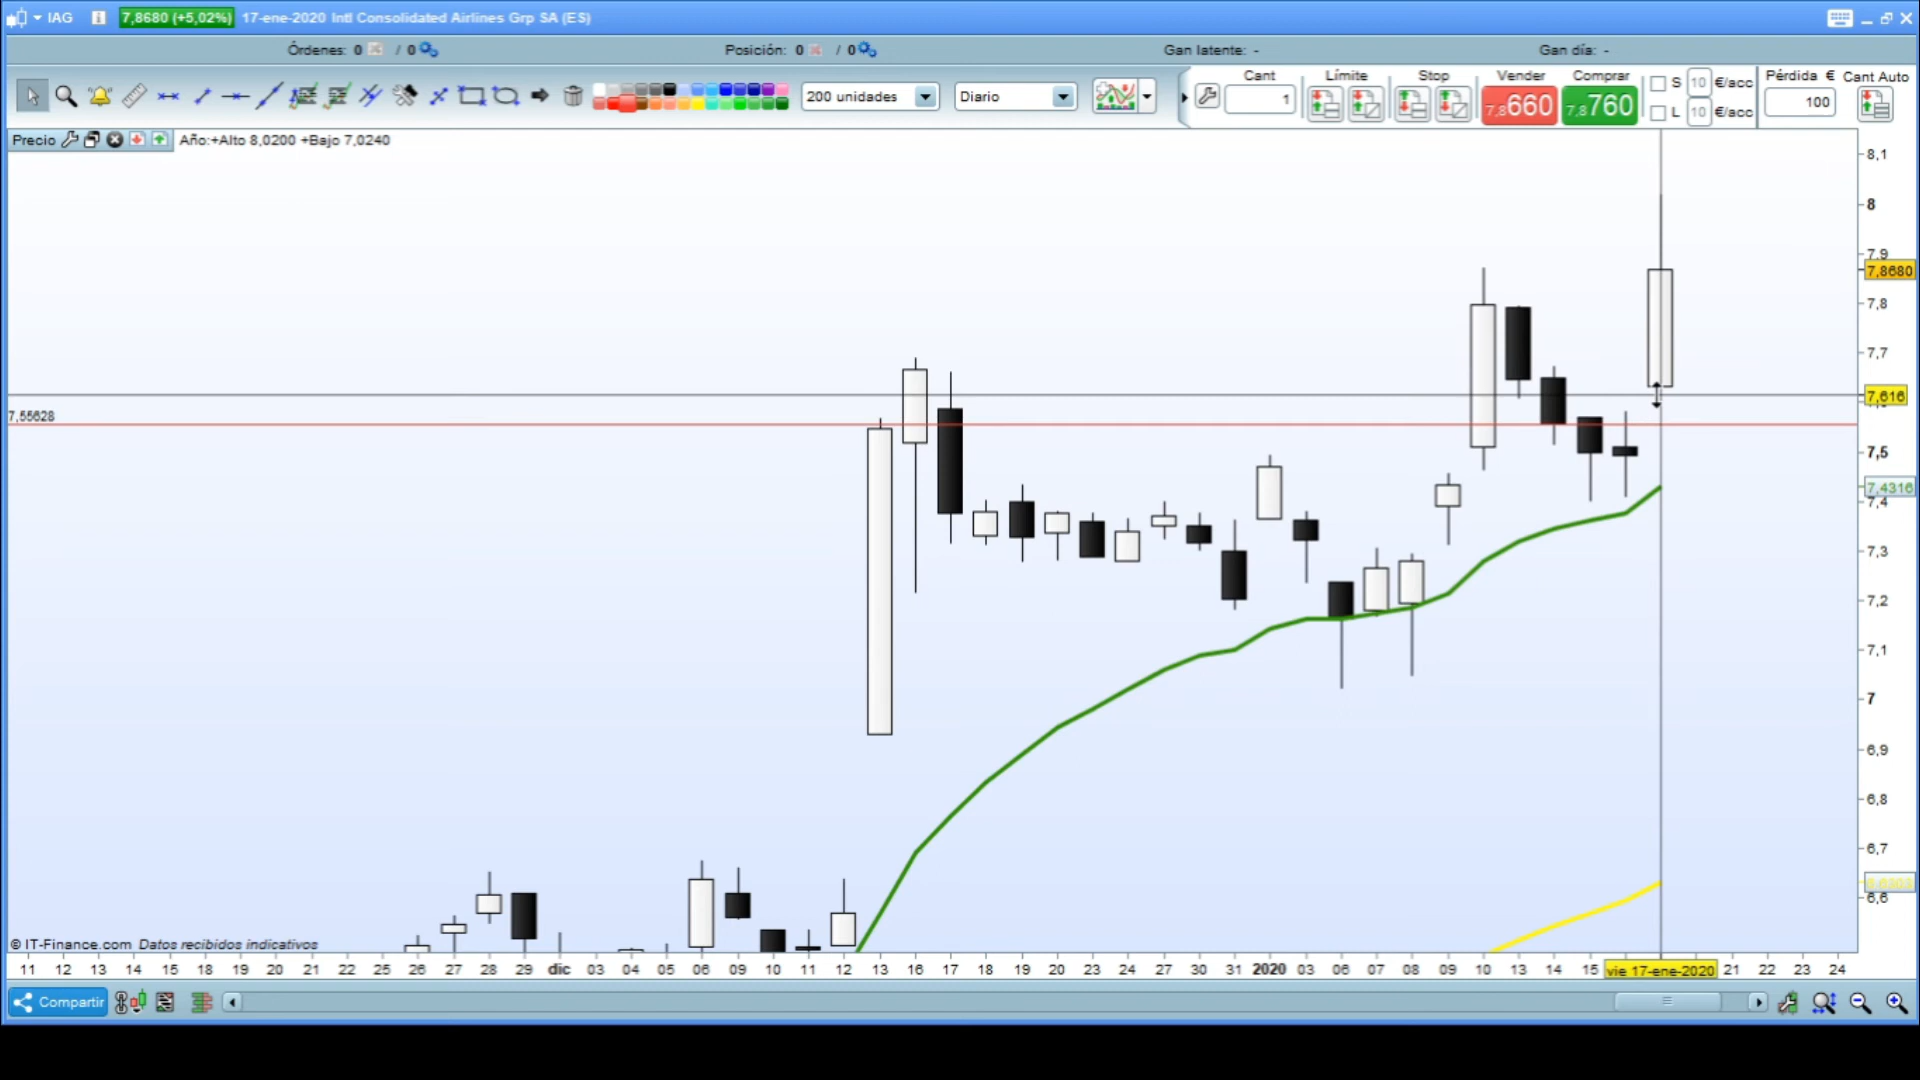 IAG 7,8680 (+5,02%) 17-ene-2020 Intl Consolidated Airlines Grp SA (ES)
Órdenes: 0 / 0 Posición: 0 / 0 Gan latente: - Gan día: -
200 unidades Diario
Cant Límite Stop Vender Comprar S 10 €/acc Pérdida € Cant Auto
1 7,8660 7,8760 L 10 €/acc 100
Precio Año:+Alto 8,0200 +Bajo 7,0240
8,1
8
7,9
7,8680
7,8
7,7
7,616
7,55628
7,5
7,4316
7,4
7,3
7,2
7,1
7
6,9
6,8
6,7
6,6
© IT-Finance.com Datos recibidos indicativos
11 12 13 14 15 18 19 20 21 22 25 26 27 28 29 dic 03 04 05 06 09 10 11 12 13 16 17 18 19 20 23 24 27 30 31 2020 03 06 07 08 09 10 13 14 15 vie 17-ene-2020 21 22 23 24
Compartir